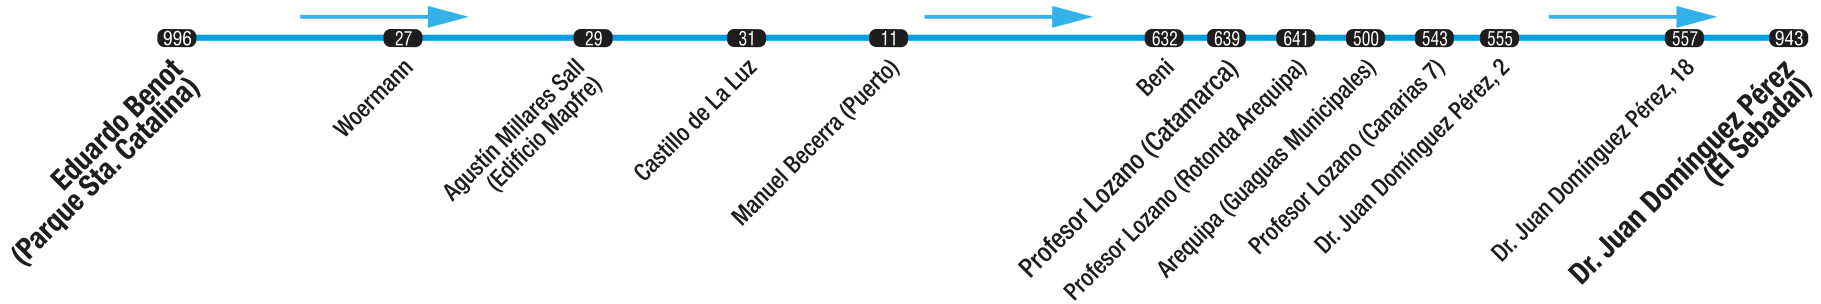 996
27
29
31
11
632
639
641
500
543
555
557
943
Eduardo Benot
(Parque Sta. Catalina)
Woermann
Agustín Millares Sall
(Edificio Mapfre)
Castillo de La Luz
Manuel Becerra (Puerto)
Beni
Profesor Lozano (Catamarca)
Profesor Lozano (Rotonda Arequipa)
Arequipa (Guaguas Municipales)
Profesor Lozano (Canarias 7)
Dr. Juan Domínguez Pérez, 2
Dr. Juan Domínguez Pérez, 18
Dr. Juan Domínguez Pérez
(El Sebadal)